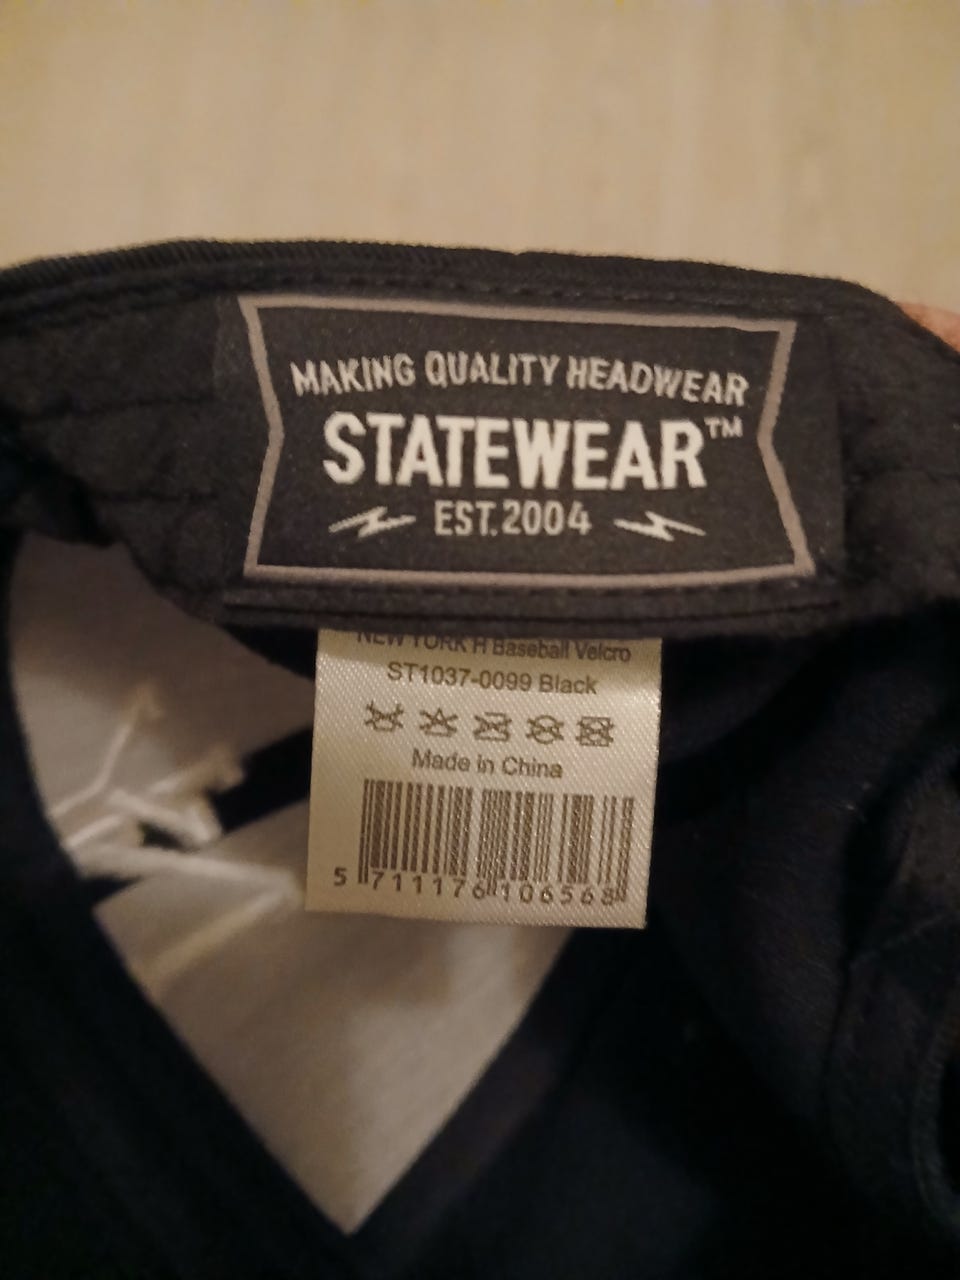 MAKING QUALITY HEADWEAR
STATEWEAR™
EST.2004
NEW YORK H Baseball Velcro
ST1037-0099 Black
Made in China
5 711176 106568